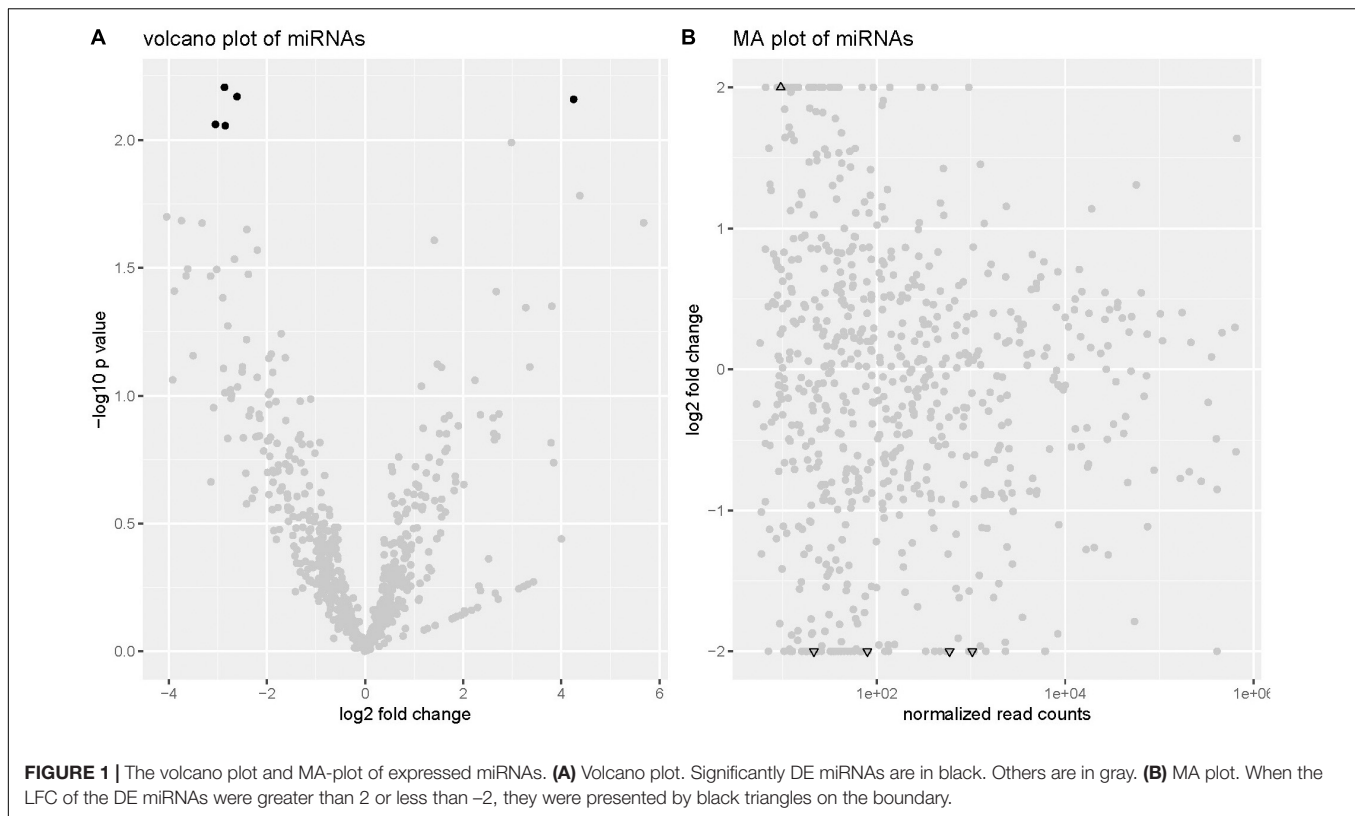 A volcano plot of miRNAs
B MA plot of miRNAs
−log10 p value
2.0
1.5
1.0
0.5
0.0
−4 −2 0 2 4 6
log2 fold change
log2 fold change
2
1
0
−1
−2
1e+02 1e+04 1e+06
normalized read counts
FIGURE 1 | The volcano plot and MA-plot of expressed miRNAs. (A) Volcano plot. Significantly DE miRNAs are in black. Others are in gray. (B) MA plot. When the
LFC of the DE miRNAs were greater than 2 or less than –2, they were presented by black triangles on the boundary.